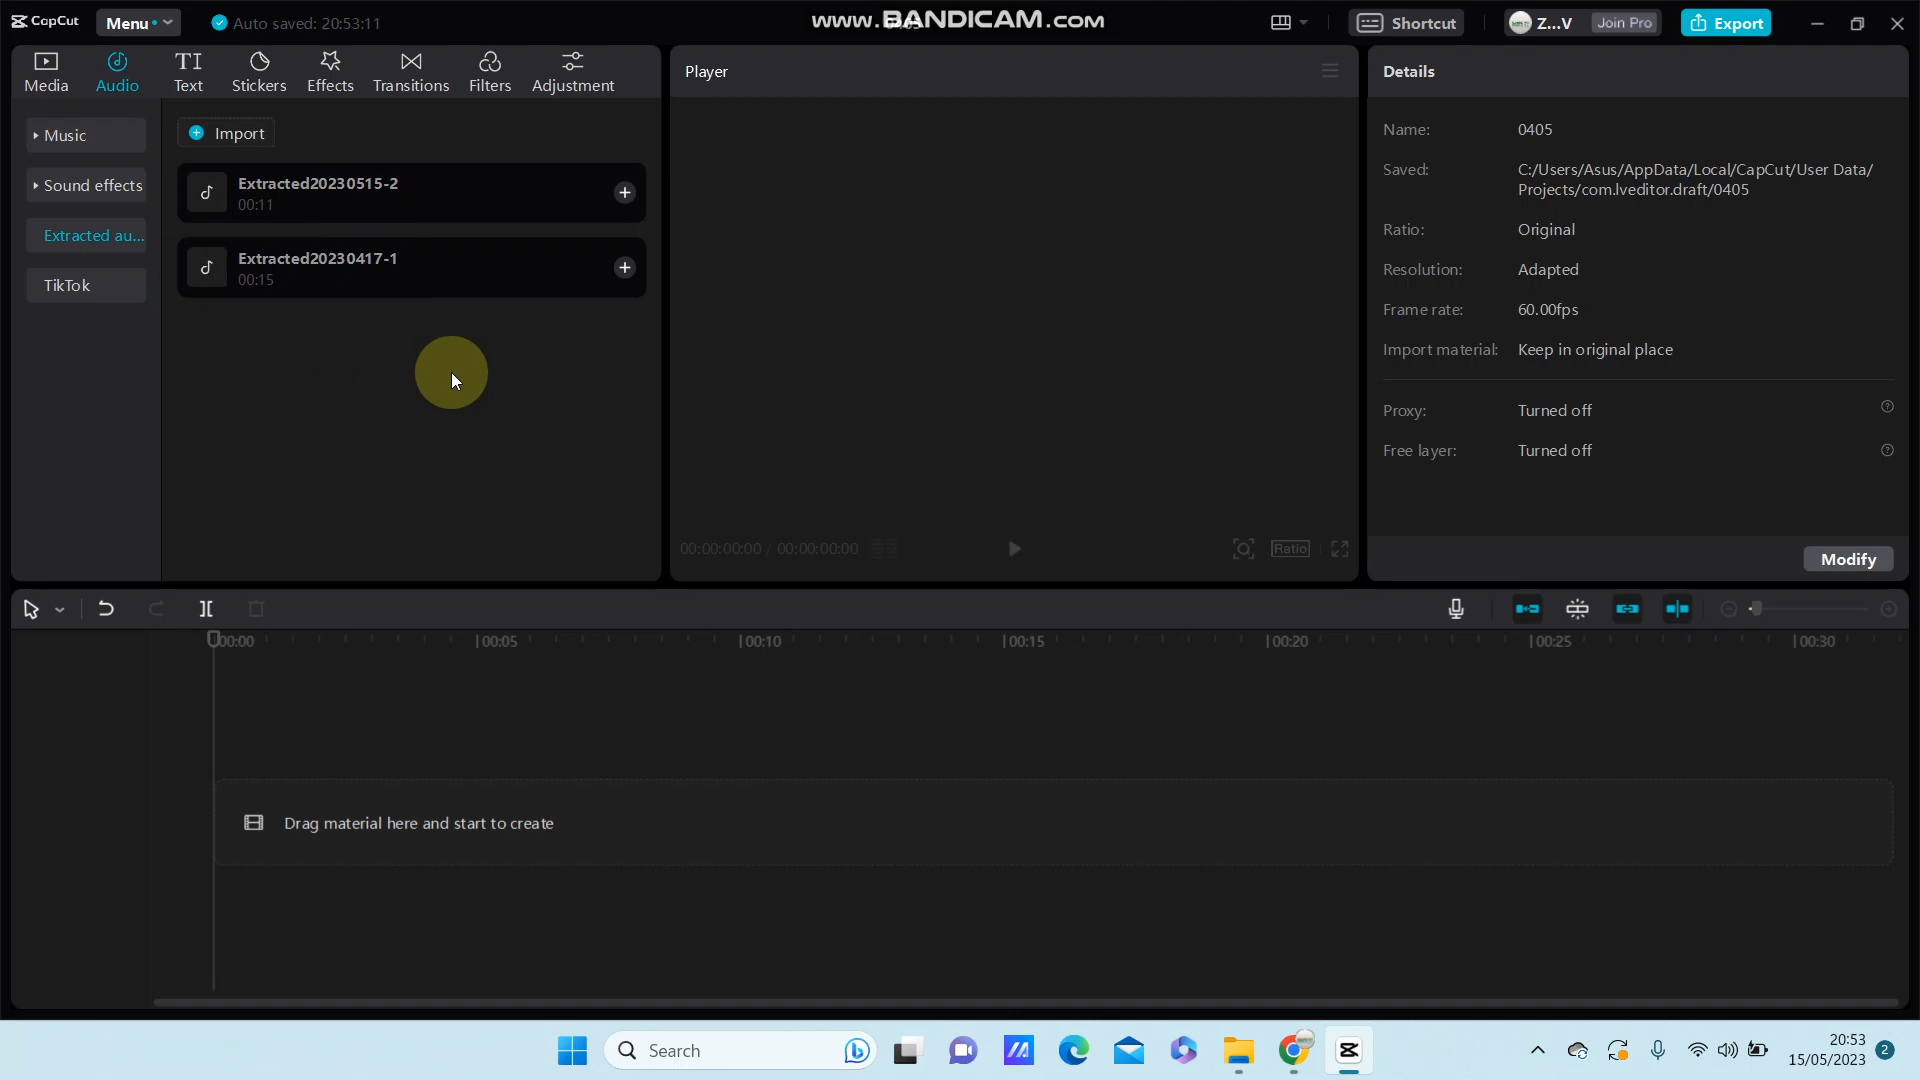 CapCut
Menu
Auto saved: 20:53:11
www.BANDICAM.com
Shortcut
Z...V
Join Pro
Export
Media
Audio
Text
Stickers
Effects
Transitions
Filters
Adjustment
Music
Sound effects
Extracted au...
TikTok
Import
Extracted20230515-2
00:11
Extracted20230417-1
00:15
Player
00:00:00:00 / 00:00:00:00
Ratio
Details
Name: 0405
Saved: C:/Users/Asus/AppData/Local/CapCut/User Data/
Projects/com.lveditor.draft/0405
Ratio: Original
Resolution: Adapted
Frame rate: 60.00fps
Import material: Keep in original place
Proxy: Turned off
Free layer: Turned off
Modify
00:00 00:05 00:10 00:15 00:20 00:25 00:30
Drag material here and start to create
Search
20:53
15/05/2023
2